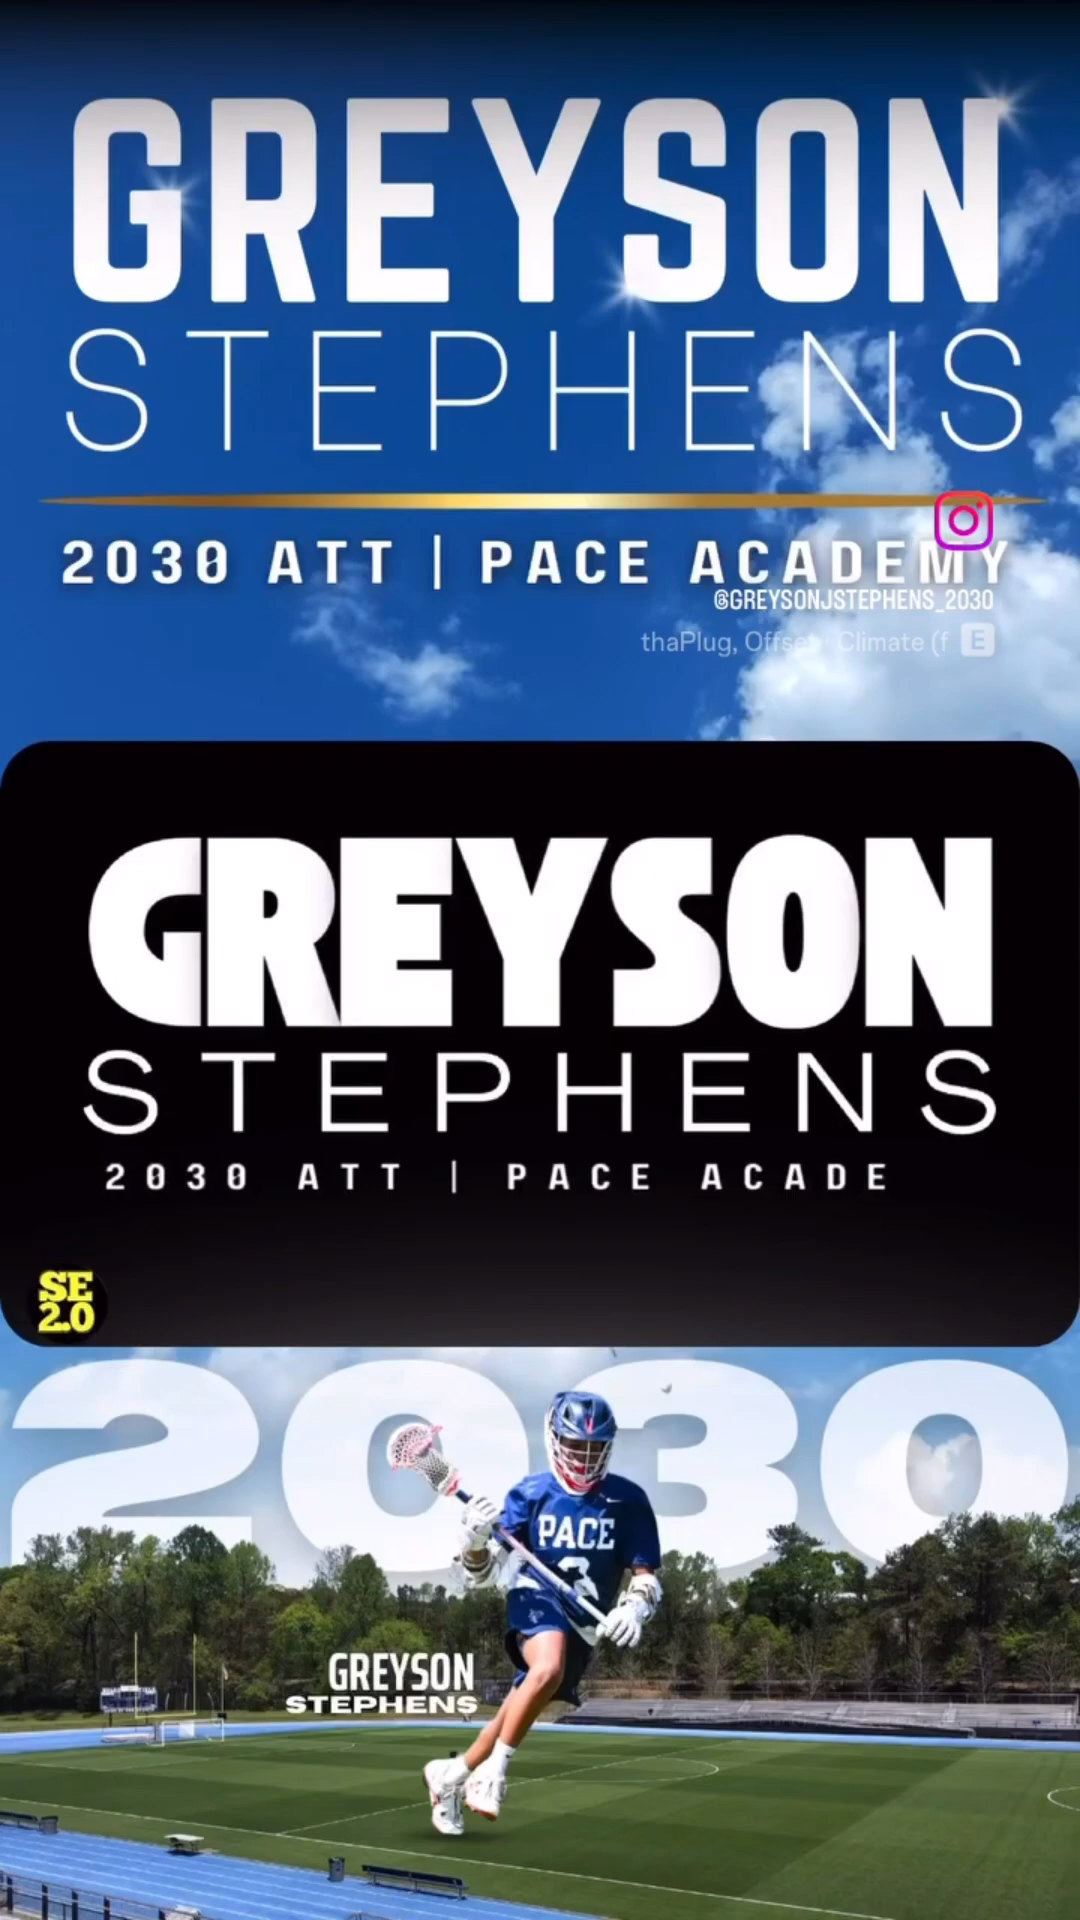 GREYSON
STEPHENS
2030 ATT | PACE ACADEMY
@GREYSONJSTEPHENS_2030
thaPlug, Offset · Climate (f E
GREYSON
STEPHENS
2030 ATT | PACE ACADE
SE
2.0
2030
PACE
3
GREYSON
STEPHENS